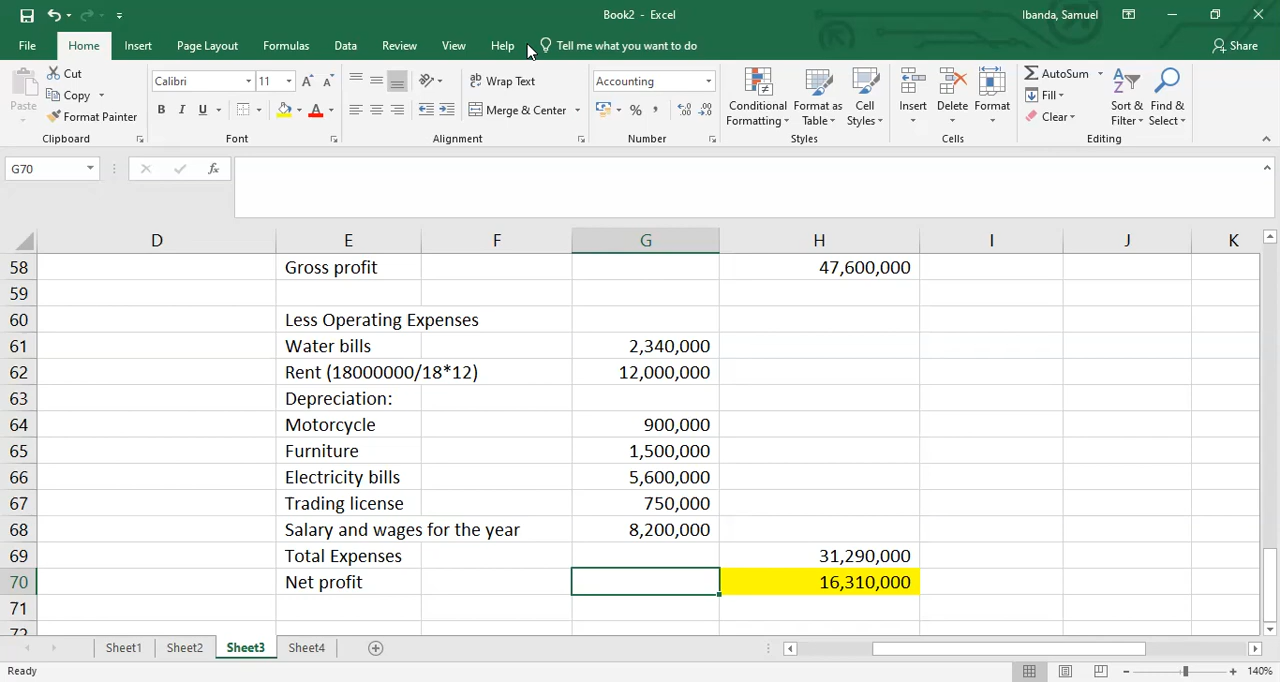 Book2 - Excel
Ibanda, Samuel
File Home Insert Page Layout Formulas Data Review View Help Tell me what you want to do Share
Paste
Cut
Copy
Format Painter
Clipboard
Calibri 11
B I U
Font
Wrap Text
Merge & Center
Alignment
Accounting
%
Number
Conditional Formatting
Format as Table
Cell Styles
Styles
Insert Delete Format
Cells
AutoSum
Fill
Clear
Sort & Filter
Find & Select
Editing
G70
fx
D E F G H I J K
58 Gross profit 47,600,000
59
60 Less Operating Expenses
61 Water bills 2,340,000
62 Rent (18000000/18*12) 12,000,000
63 Depreciation:
64 Motorcycle 900,000
65 Furniture 1,500,000
66 Electricity bills 5,600,000
67 Trading license 750,000
68 Salary and wages for the year 8,200,000
69 Total Expenses 31,290,000
70 Net profit 16,310,000
71
72
Sheet1 Sheet2 Sheet3 Sheet4
Ready
140%